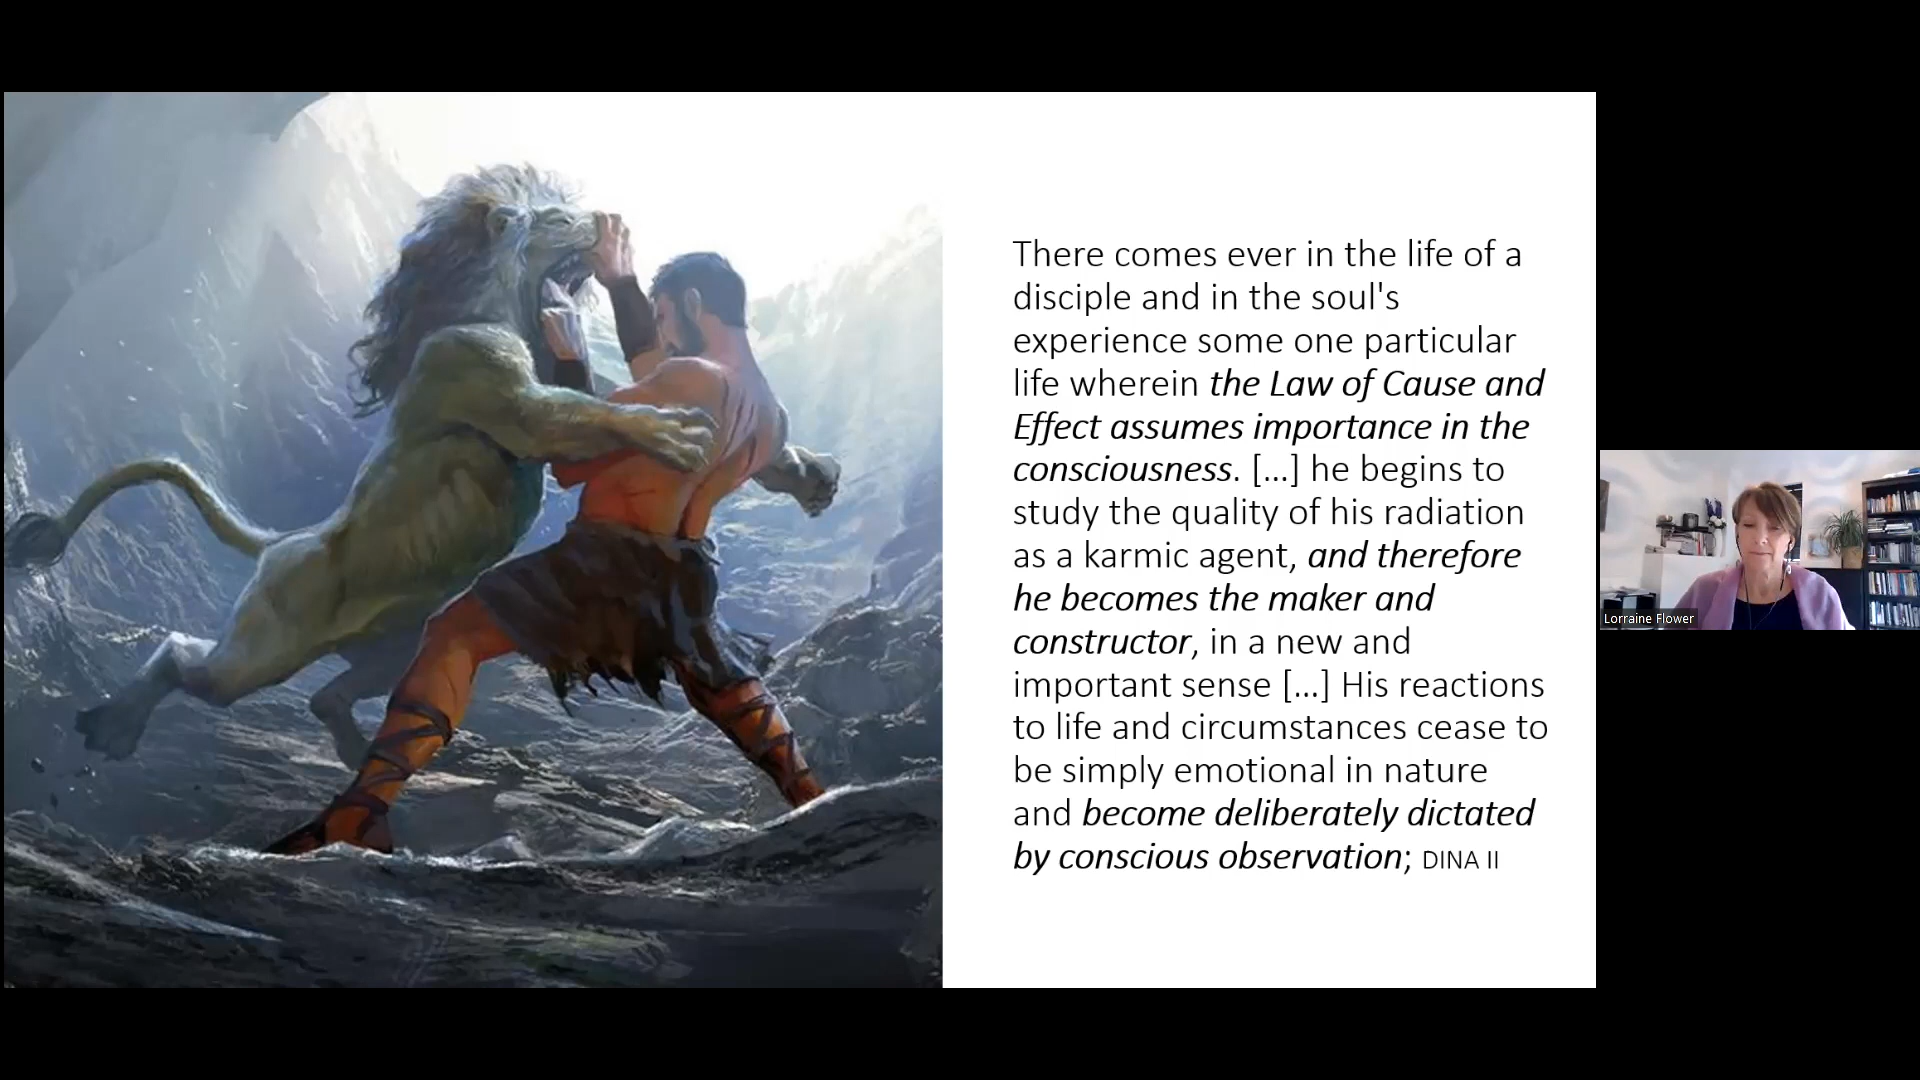 There comes ever in the life of a
disciple and in the soul's
experience some one particular
life wherein the Law of Cause and
Effect assumes importance in the
consciousness. [...] he begins to
study the quality of his radiation
as a karmic agent, and therefore
he becomes the maker and
constructor, in a new and
important sense [...] His reactions
to life and circumstances cease to
be simply emotional in nature
and become deliberately dictated
by conscious observation; DINA II
Lorraine Flower